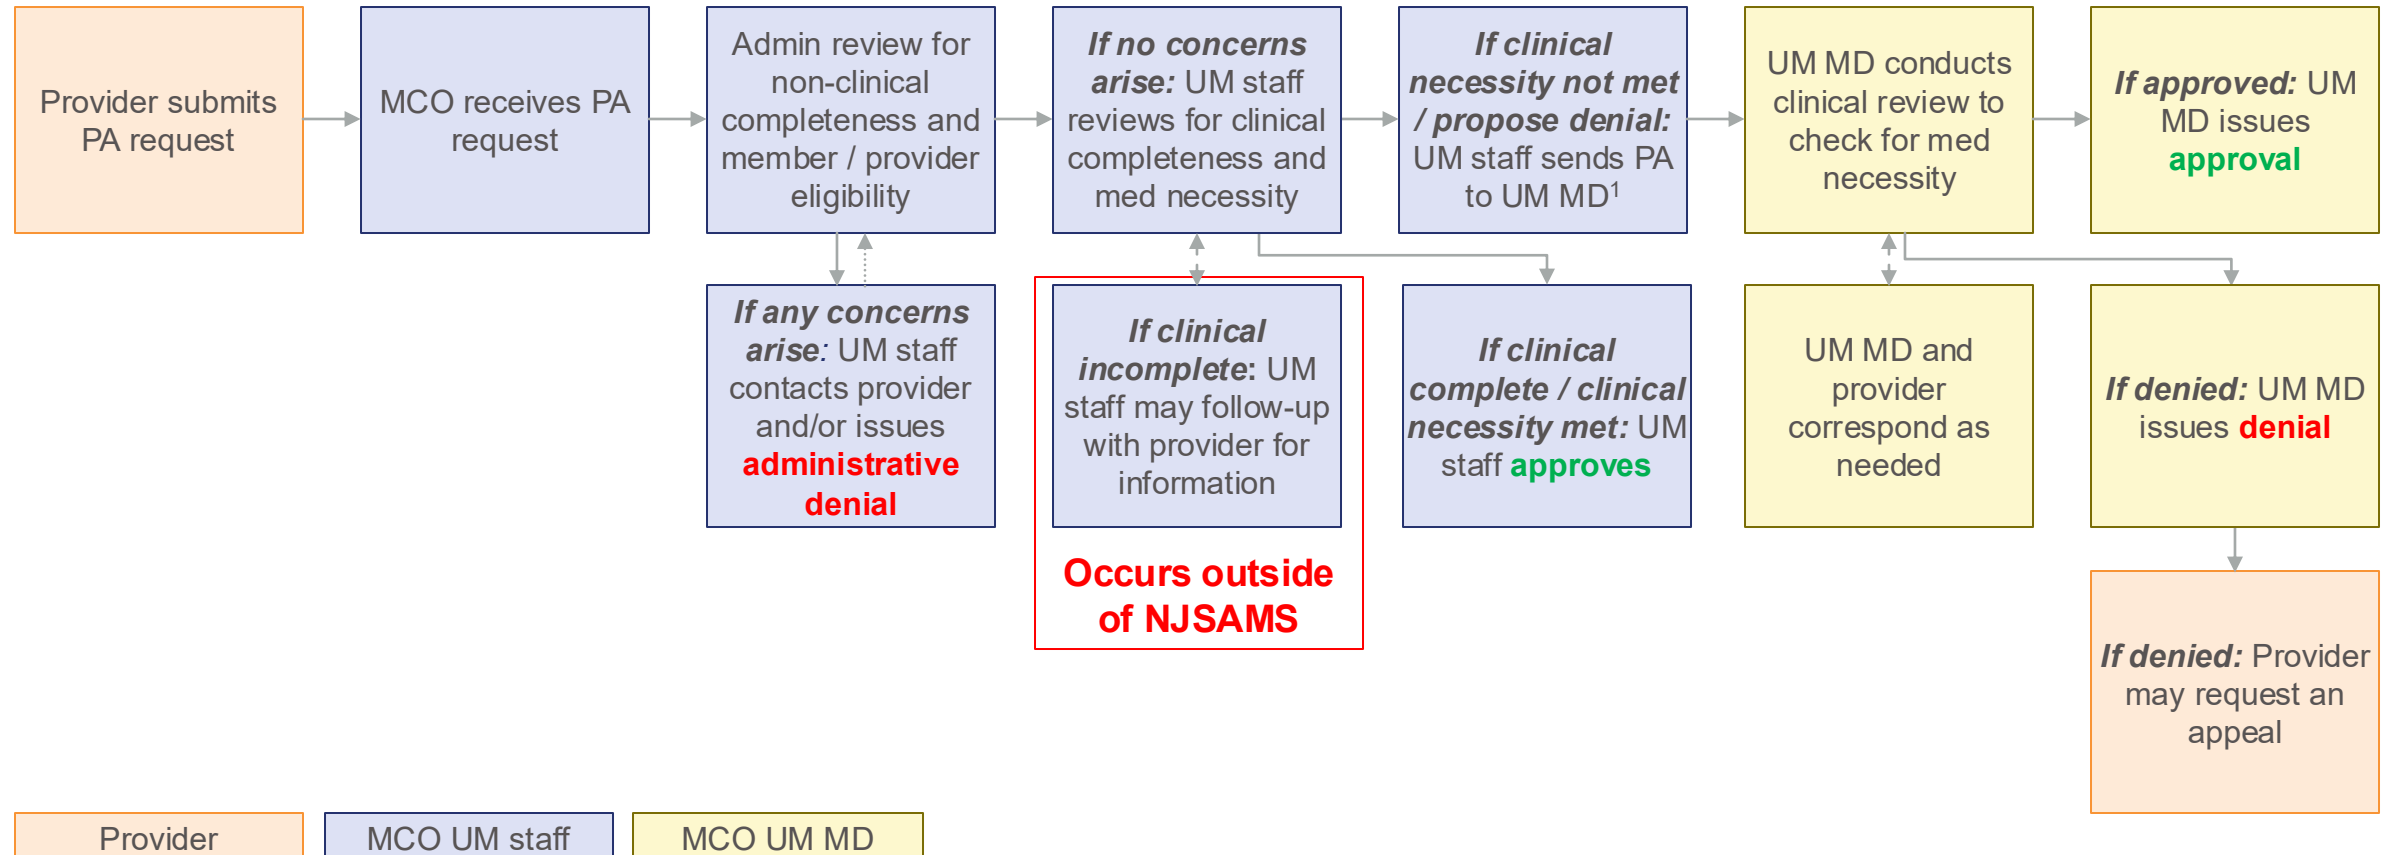 Provider submits
PA request
MCO receives PA
request
Admin review for
non-clinical
completeness and
member / provider
eligibility
If no concerns
arise: UM staff
reviews for clinical
completeness and
med necessity
If clinical
necessity not met
/ propose denial:
UM staff sends PA
to UM MD¹
UM MD conducts
clinical review to
check for med
necessity
If approved: UM
MD issues
approval
If any concerns
arise: UM staff
contacts provider
and/or issues
administrative
denial
If clinical
incomplete: UM
staff may follow-up
with provider for
information
Occurs outside
of NJSAMS
If clinical
complete / clinical
necessity met: UM
staff approves
UM MD and
provider
correspond as
needed
If denied: UM MD
issues denial
If denied: Provider
may request an
appeal
Provider
MCO UM staff
MCO UM MD